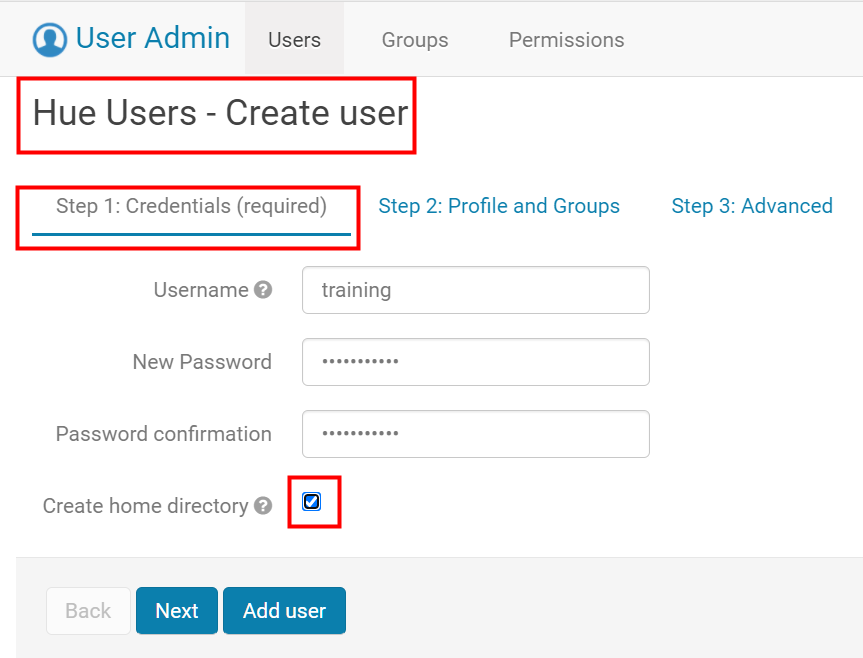 User Admin Users Groups Permissions
Hue Users - Create user
Step 1: Credentials (required) Step 2: Profile and Groups Step 3: Advanced
Username ? training
New Password •••••••••••
Password confirmation •••••••••••
Create home directory ?
Back Next Add user